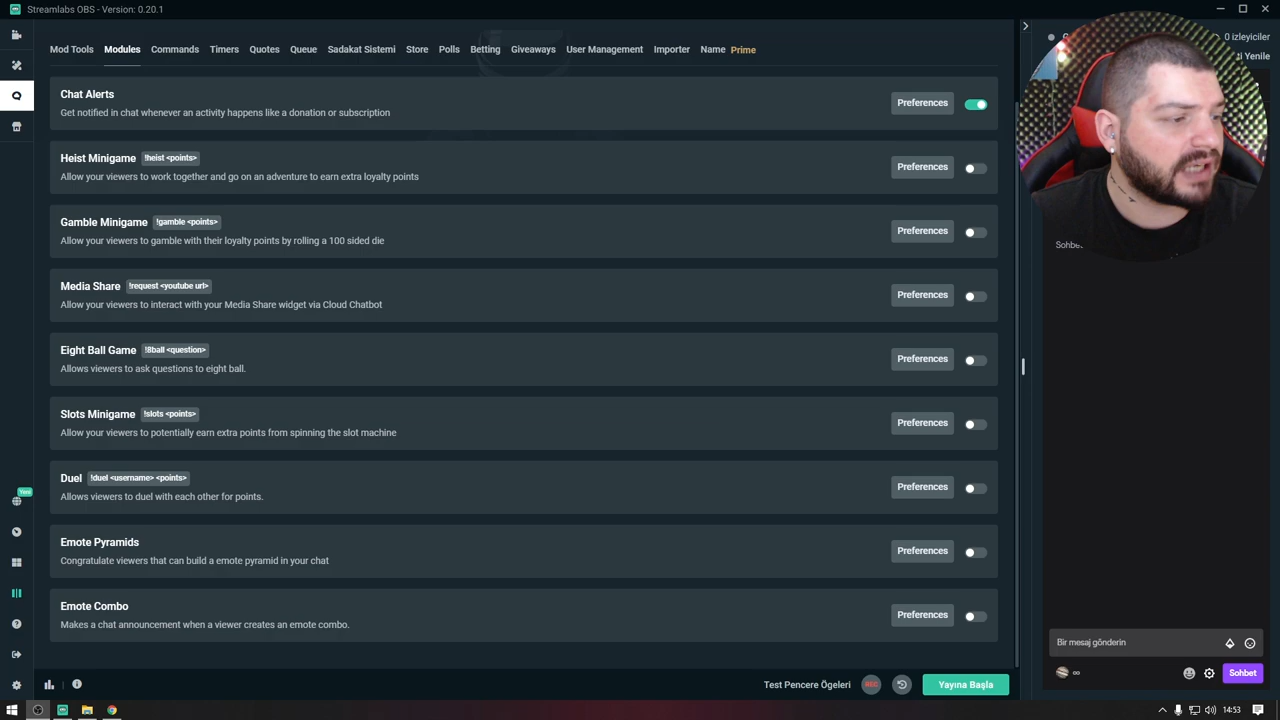 Streamlabs OBS - Version: 0.20.1
Mod Tools Modules Commands Timers Quotes Queue Sadakat Sistemi Store Polls Betting Giveaways User Management Importer Name Prime
0 izleyiciler
Yenile
Chat Alerts
Get notified in chat whenever an activity happens like a donation or subscription
Preferences
Heist Minigame !heist <points>
Allow your viewers to work together and go on an adventure to earn extra loyalty points
Preferences
Gamble Minigame !gamble <points>
Allow your viewers to gamble with their loyalty points by rolling a 100 sided die
Preferences
Media Share !request <youtube url>
Allow your viewers to interact with your Media Share widget via Cloud Chatbot
Preferences
Eight Ball Game !8ball <question>
Allows viewers to ask questions to eight ball.
Preferences
Slots Minigame !slots <points>
Allow your viewers to potentially earn extra points from spinning the slot machine
Preferences
Duel !duel <username> <points>
Allows viewers to duel with each other for points.
Preferences
Emote Pyramids
Congratulate viewers that can build a emote pyramid in your chat
Preferences
Emote Combo
Makes a chat announcement when a viewer creates an emote combo.
Preferences
Yeni
Test Pencere Ögeleri REC Yayına Başla
Bir mesaj gönderin
∞ Sohbet
14:53